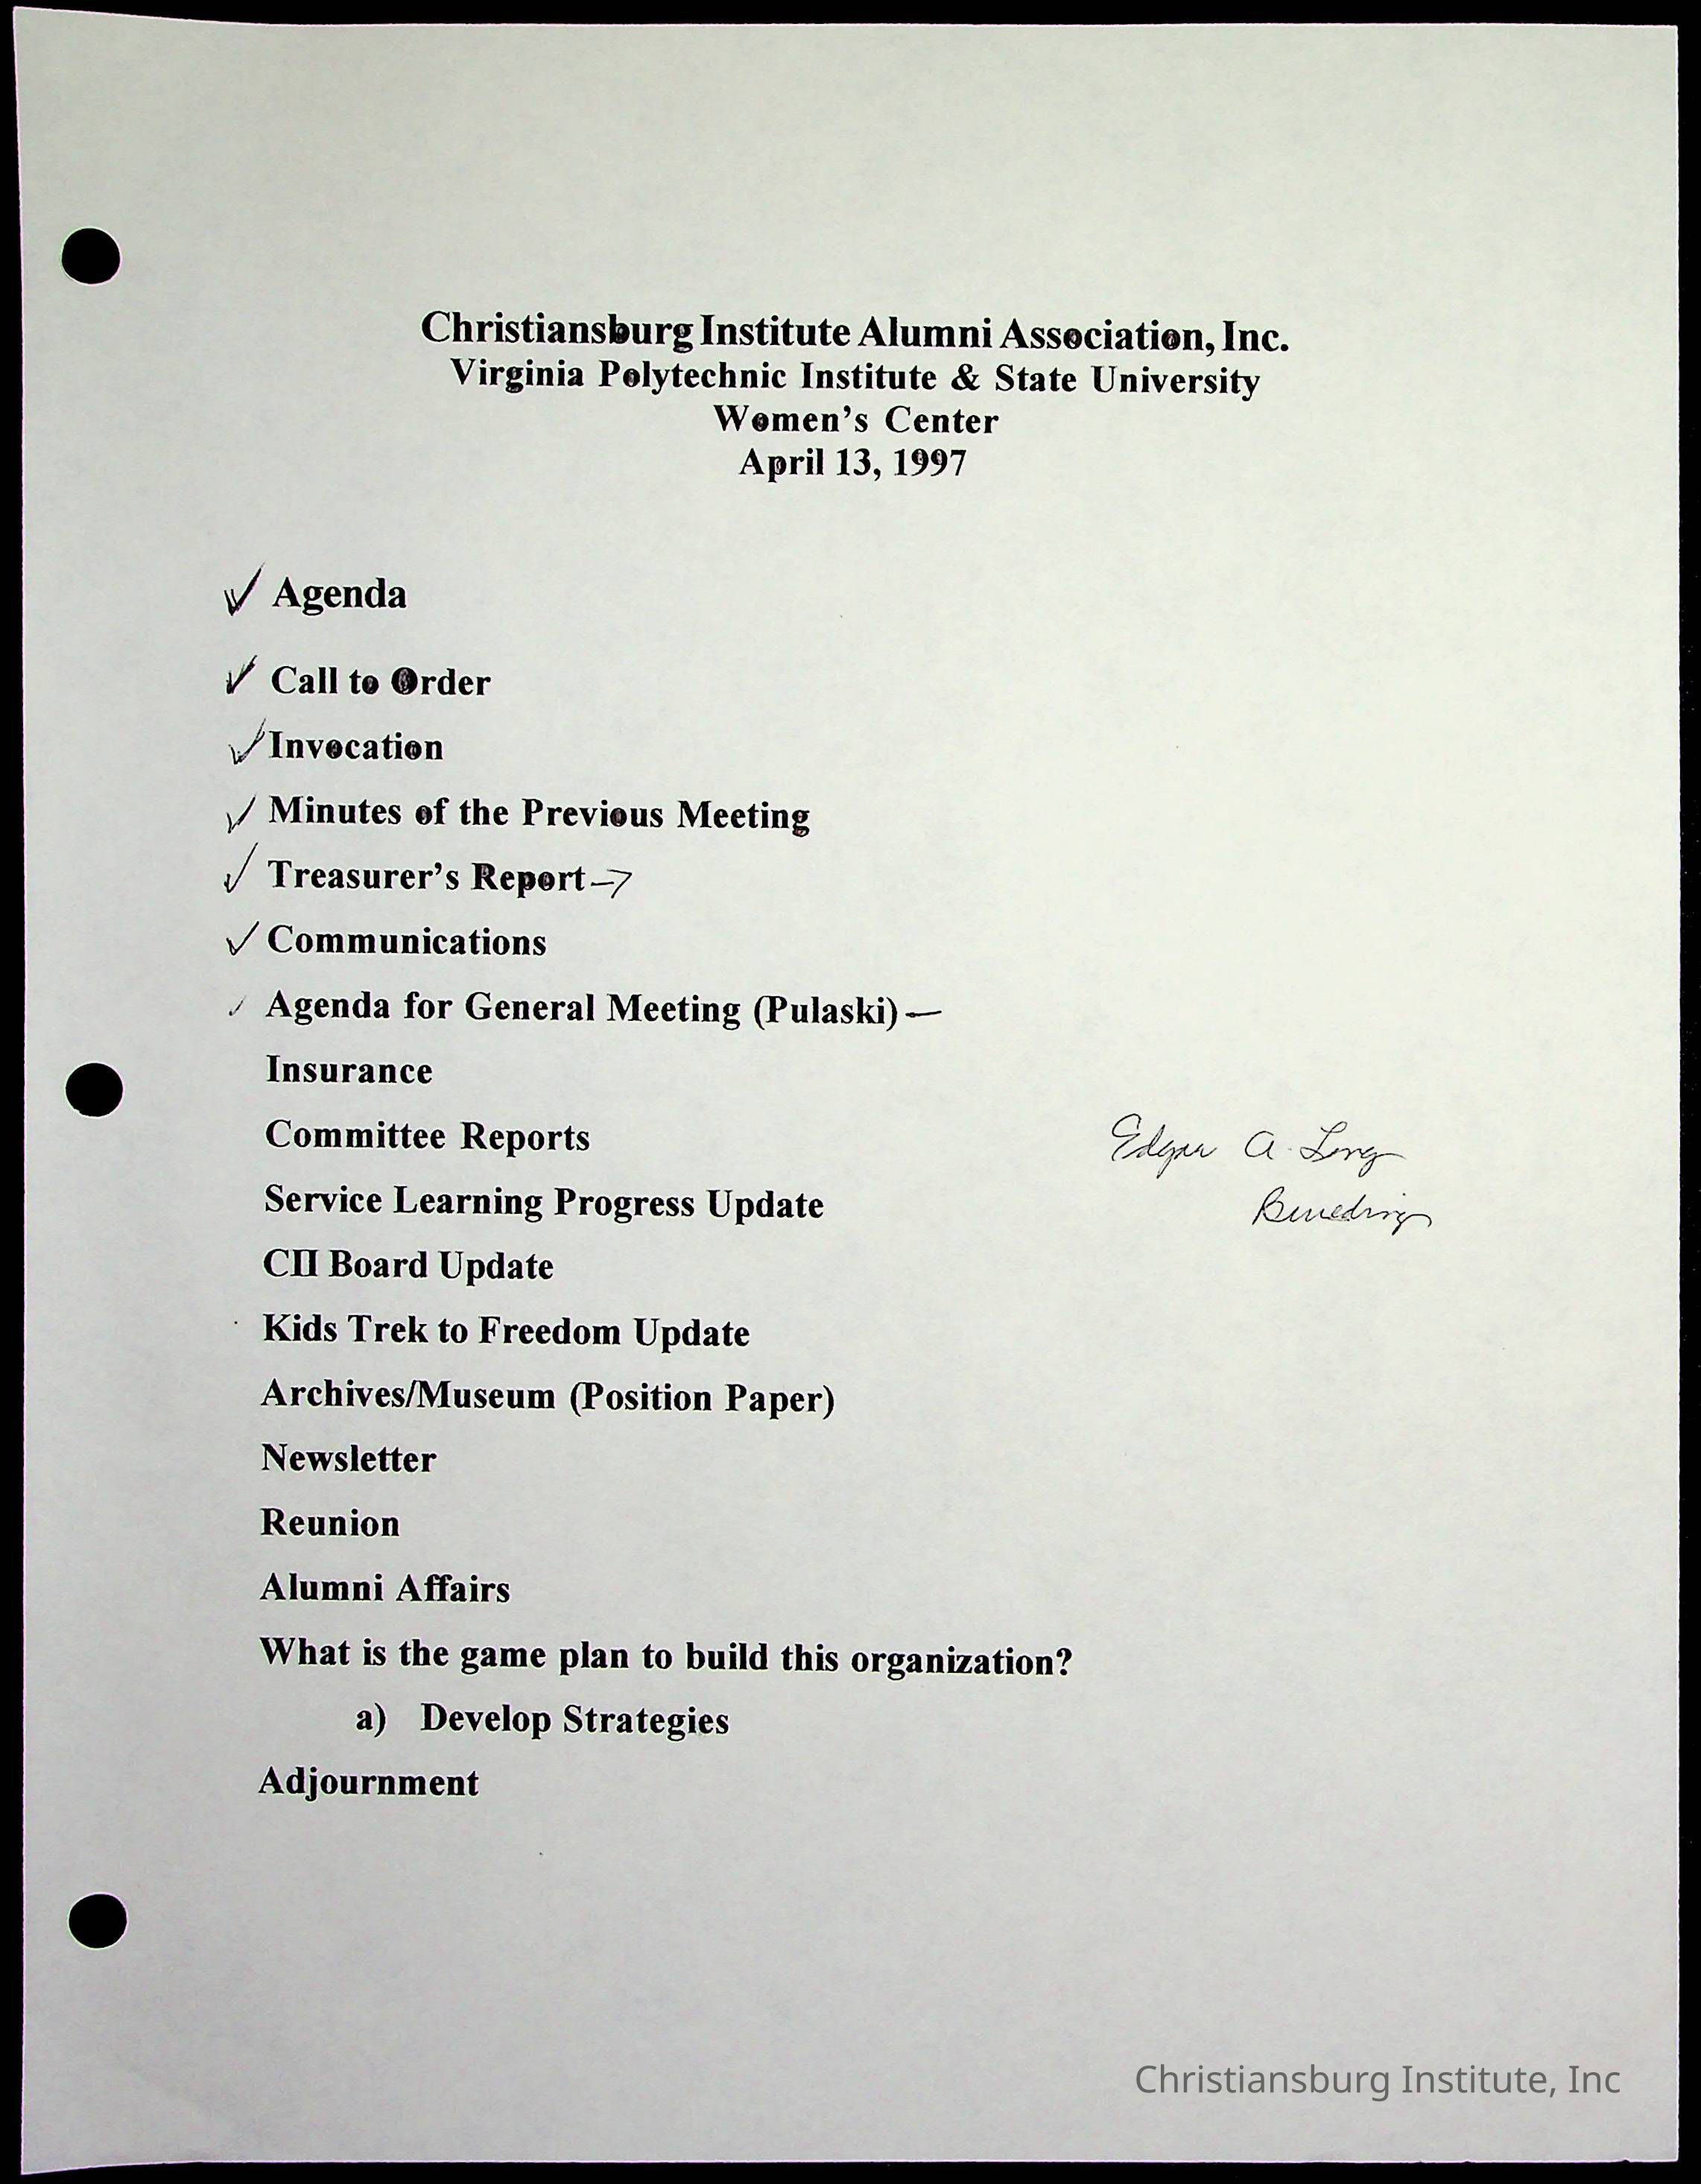 Christiansburg Institute Alumni Association, Inc.
Virginia Polytechnic Institute & State University
Women's Center
April 13, 1997
✓ Agenda
✓ Call to Order
✓ Invocation
✓ Minutes of the Previous Meeting
✓ Treasurer's Report →
✓ Communications
✓ Agenda for General Meeting (Pulaski) —
Insurance
Committee Reports
Edgar A. Long
Service Learning Progress Update
CII Board Update
Kids Trek to Freedom Update
Archives/Museum (Position Paper)
Newsletter
Reunion
Alumni Affairs
What is the game plan to build this organization?
a) Develop Strategies
Adjournment
Christiansburg Institute, Inc